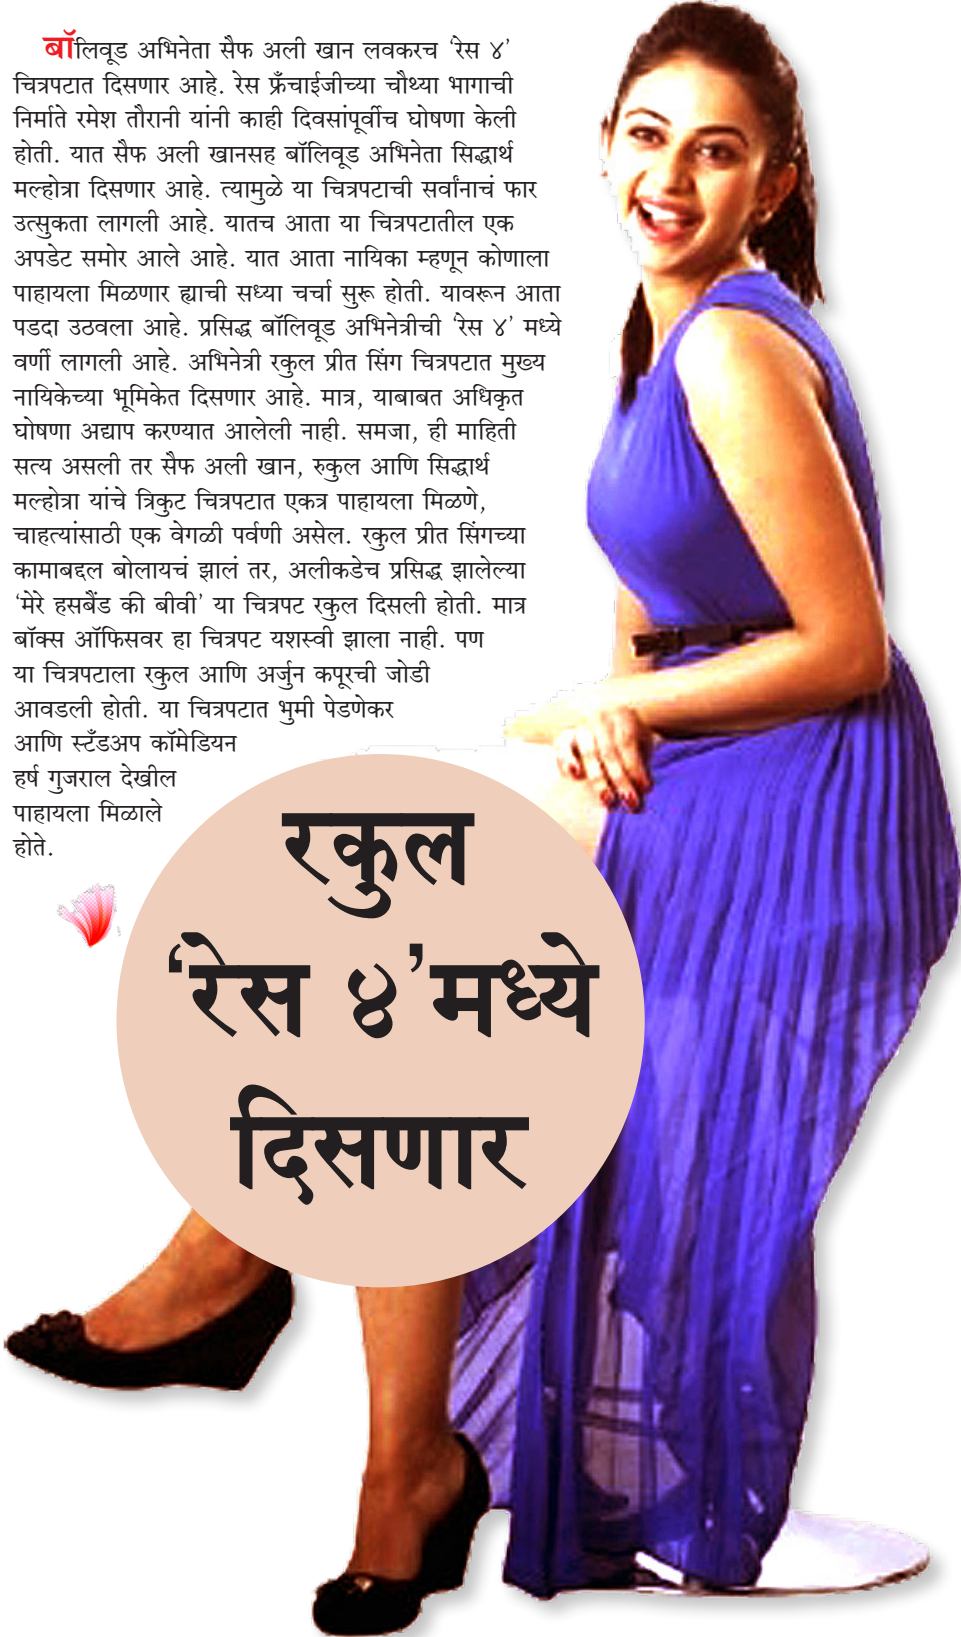 बॉलिवूड अभिनेता सैफ अली खान लवकरच ‘रेस ४’
चित्रपटात दिसणार आहे. रेस फ्रँचाईजीच्या चौथ्या भागाची
निर्माते रमेश तौरानी यांनी काही दिवसांपूर्वीच घोषणा केली
होती. यात सैफ अली खानसह बॉलिवूड अभिनेता सिद्धार्थ
मल्होत्रा दिसणार आहे. त्यामुळे या चित्रपटाची सर्वांनाचं फार
उत्सुकता लागली आहे. यातच आता या चित्रपटातील एक
अपडेट समोर आले आहे. यात आता नायिका म्हणून कोणाला
पाहायला मिळणार ह्याची सध्या चर्चा सुरू होती. यावरून आता
पडदा उठवला आहे. प्रसिद्ध बॉलिवूड अभिनेत्रीची ‘रेस ४’ मध्ये
वर्णी लागली आहे. अभिनेत्री रकुल प्रीत सिंग चित्रपटात मुख्य
नायिकेच्या भूमिकेत दिसणार आहे. मात्र, याबाबत अधिकृत
घोषणा अद्याप करण्यात आलेली नाही. समजा, ही माहिती
सत्य असली तर सैफ अली खान, रुकुल आणि सिद्धार्थ
मल्होत्रा यांचे त्रिकुट चित्रपटात एकत्र पाहायला मिळणे,
चाहत्यांसाठी एक वेगळी पर्वणी असेल. रकुल प्रीत सिंगच्या
कामाबद्दल बोलायचं झालं तर, अलीकडेच प्रसिद्ध झालेल्या
‘मेरे हसबैंड की बीवी’ या चित्रपट रकुल दिसली होती. मात्र
बॉक्स ऑफिसवर हा चित्रपट यशस्वी झाला नाही. पण
या चित्रपटाला रकुल आणि अर्जुन कपूरची जोडी
आवडली होती. या चित्रपटात भुमी पेडणेकर
आणि स्टँडअप कॉमेडियन
हर्ष गुजराल देखील
पाहायला मिळाले
होते.
रकुल
‘रेस ४’मध्ये
दिसणार